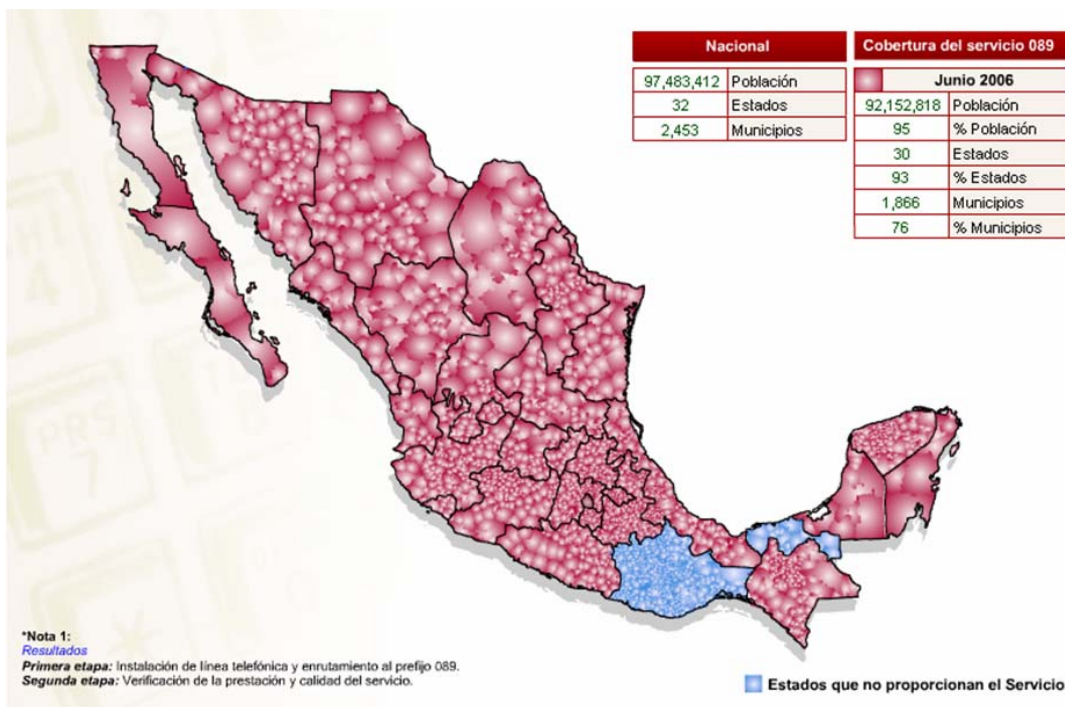 Nacional
97,483,412 Población
32 Estados
2,453 Municipios
Cobertura del servicio 089
Junio 2006
92,152,818 Población
95 % Población
30 Estados
93 % Estados
1,866 Municipios
76 % Municipios
PRS
7
4
*
*Nota 1:
Resultados
Primera etapa: Instalación de línea telefónica y enrutamiento al prefijo 089.
Segunda etapa: Verificación de la prestación y calidad del servicio.
Estados que no proporcionan el Servicio